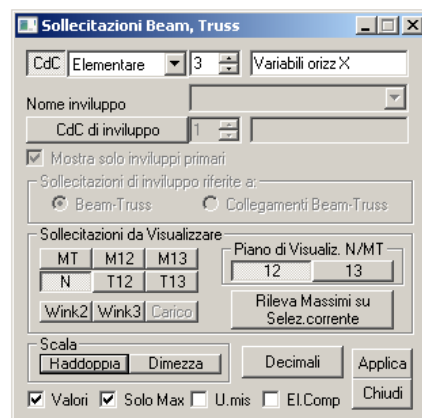 Sollecitazioni Beam, Truss
CdC Elementare 3 Variabili orizz X
Nome inviluppo
CdC di inviluppo 1
Mostra solo inviluppi primari
Sollecitazioni di inviluppo riferite a:
Beam-Truss Collegamenti Beam-Truss
Sollecitazioni da Visualizzare
Piano di Visualiz. N/MT
MT M12 M13
12 13
N T12 T13
Rileva Massimi su
Selez.corrente
Wink2 Wink3 Carico
Scala
Haddoppia Dimezza Decimali Applica
Valori Solo Max U.mis El.Comp Chiudi